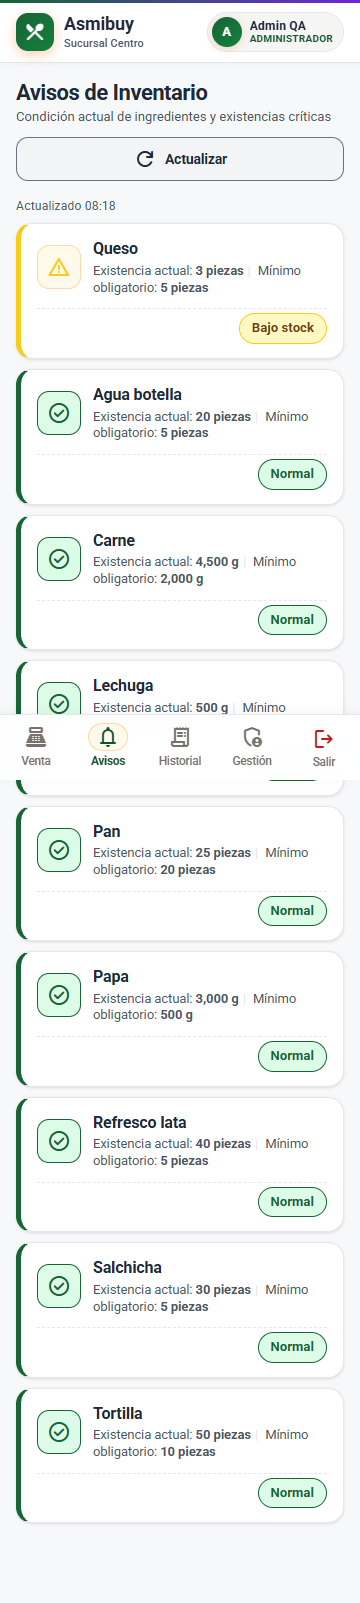 Asmibuy
Sucursal Centro
A
Admin QA
ADMINISTRADOR
Avisos de Inventario
Condición actual de ingredientes y existencias críticas
Actualizar
Actualizado 08:18
Queso
Existencia actual: 3 piezas | Mínimo
obligatorio: 5 piezas
Bajo stock
Agua botella
Existencia actual: 20 piezas | Mínimo
obligatorio: 5 piezas
Normal
Carne
Existencia actual: 4,500 g | Mínimo
obligatorio: 2,000 g
Normal
Lechuga
Existencia actual: 500 g | Mínimo
Venta
Avisos
Historial
Gestión
Salir
Pan
Existencia actual: 25 piezas | Mínimo
obligatorio: 20 piezas
Normal
Papa
Existencia actual: 3,000 g | Mínimo
obligatorio: 500 g
Normal
Refresco lata
Existencia actual: 40 piezas | Mínimo
obligatorio: 5 piezas
Normal
Salchicha
Existencia actual: 30 piezas | Mínimo
obligatorio: 5 piezas
Normal
Tortilla
Existencia actual: 50 piezas | Mínimo
obligatorio: 10 piezas
Normal